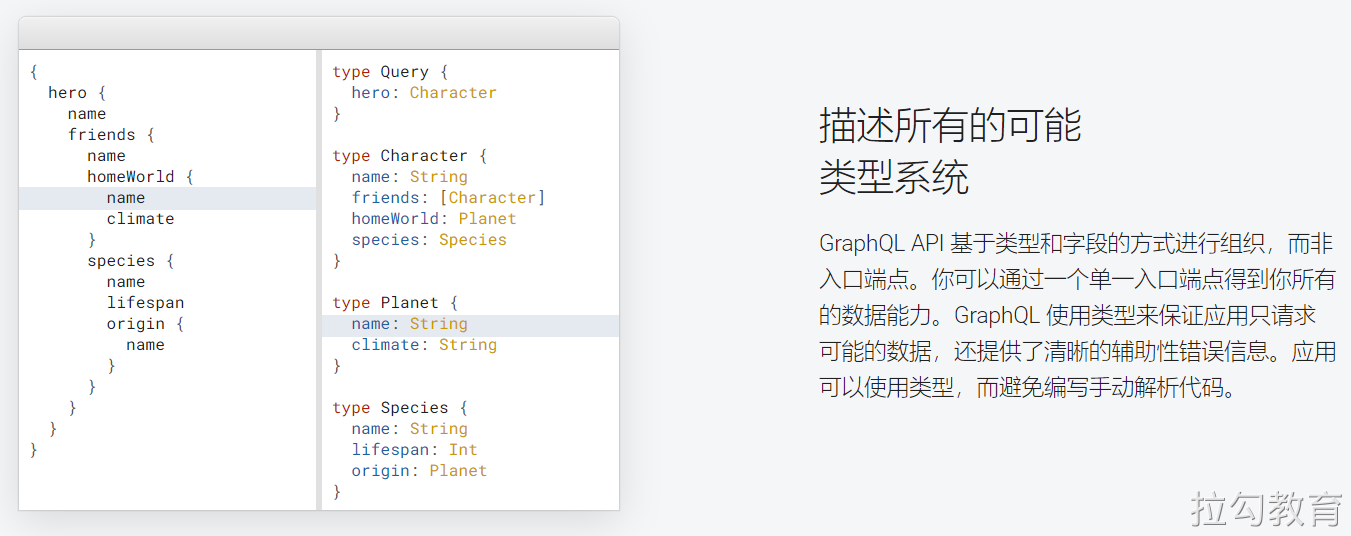 {
  hero {
    name
    friends {
      name
      homeWorld {
        name
        climate
      }
      species {
        name
        lifespan
        origin {
          name
        }
      }
    }
  }
}
type Query {
  hero: Character
}
type Character {
  name: String
  friends: [Character]
  homeWorld: Planet
  species: Species
}
type Planet {
  name: String
  climate: String
}
type Species {
  name: String
  lifespan: Int
  origin: Planet
}
描述所有的可能
类型系统
GraphQL API 基于类型和字段的方式进行组织，而非
入口端点。你可以通过一个单一入口端点得到你所有
的数据能力。GraphQL 使用类型来保证应用只请求
可能的数据，还提供了清晰的辅助性错误信息。应用
可以使用类型，而避免编写手动解析代码。
拉勾教育